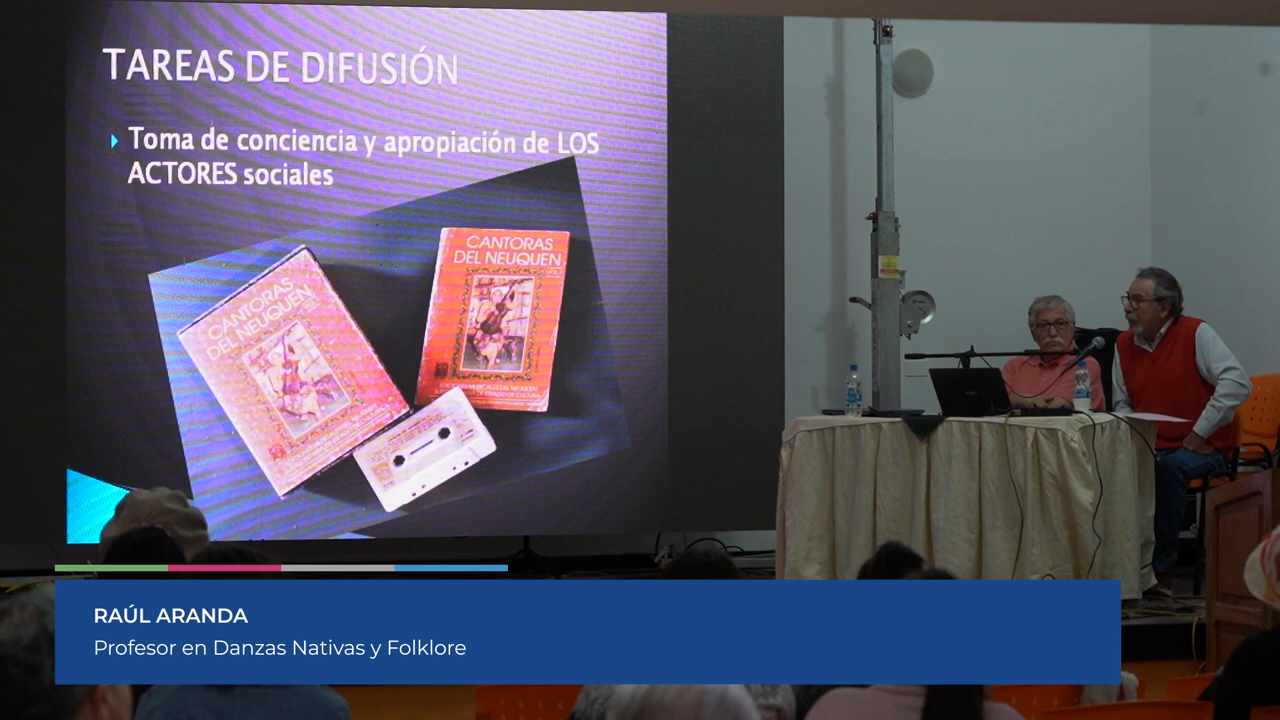 TAREAS DE DIFUSIÓN
Toma de conciencia y apropiación de LOS
ACTORES sociales
CANTORAS
DEL NEUQUEN
CANTORAS
DEL NEUQUEN
RAÚL ARANDA
Profesor en Danzas Nativas y Folklore